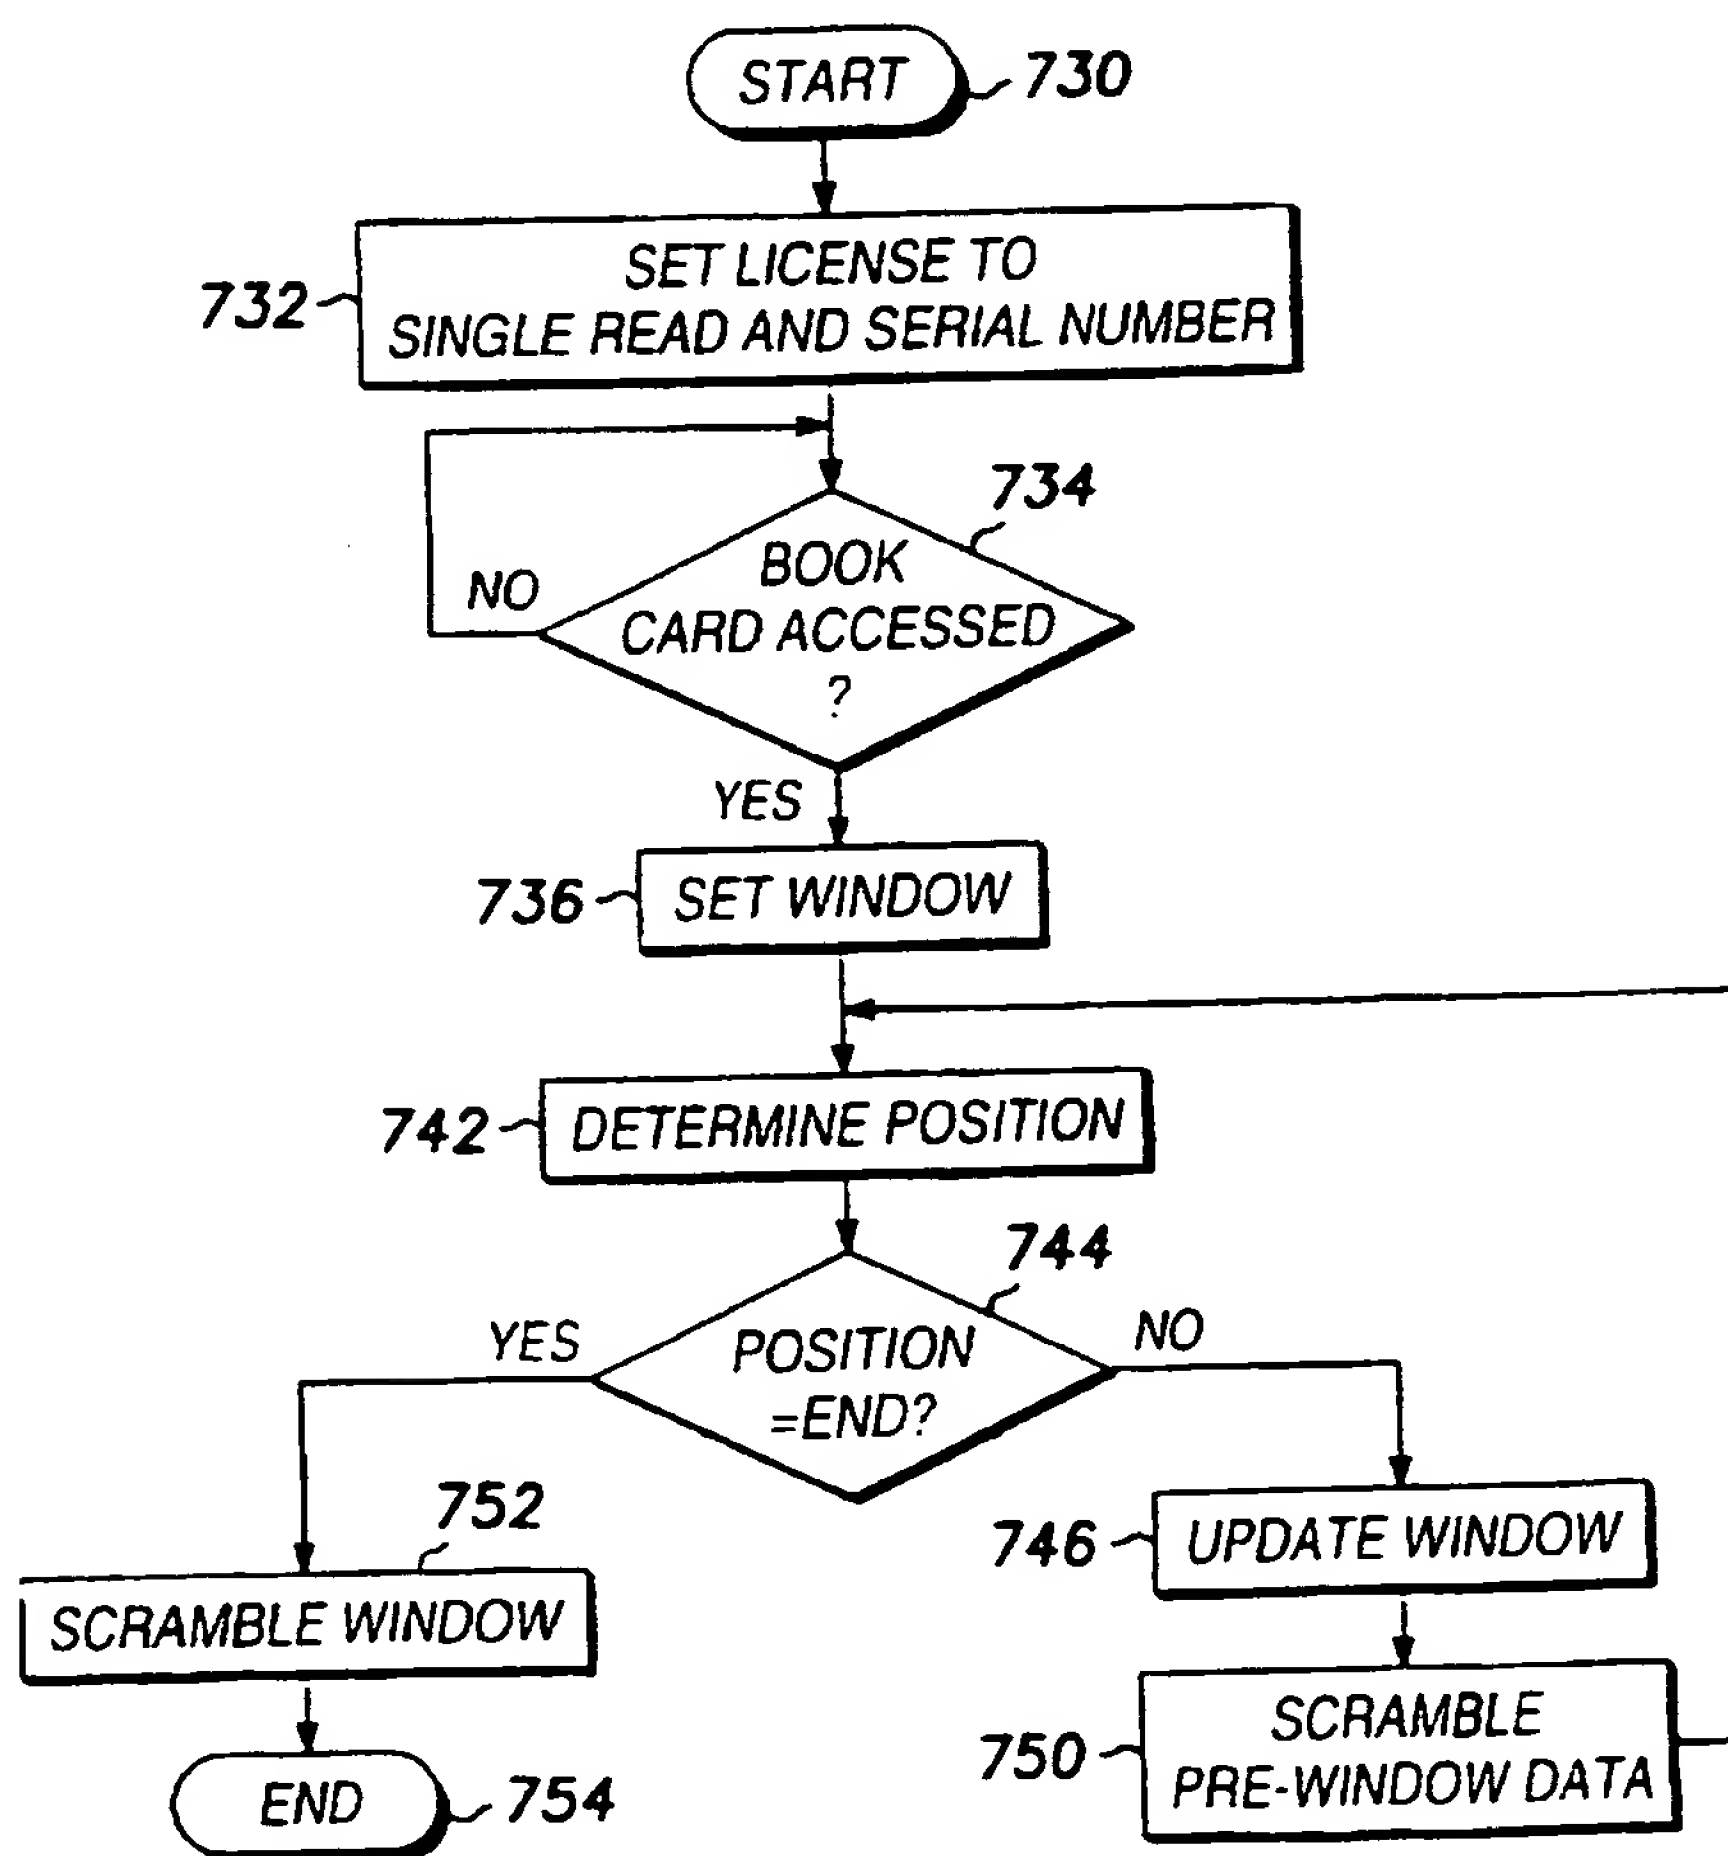 START
730
732
SET LICENSE TO
SINGLE READ AND SERIAL NUMBER
734
BOOK
CARD ACCESSED
?
NO
YES
736
SET WINDOW
742
DETERMINE POSITION
744
YES
POSITION
=END?
NO
752
SCRAMBLE WINDOW
746
UPDATE WINDOW
750
SCRAMBLE
PRE-WINDOW DATA
END
754